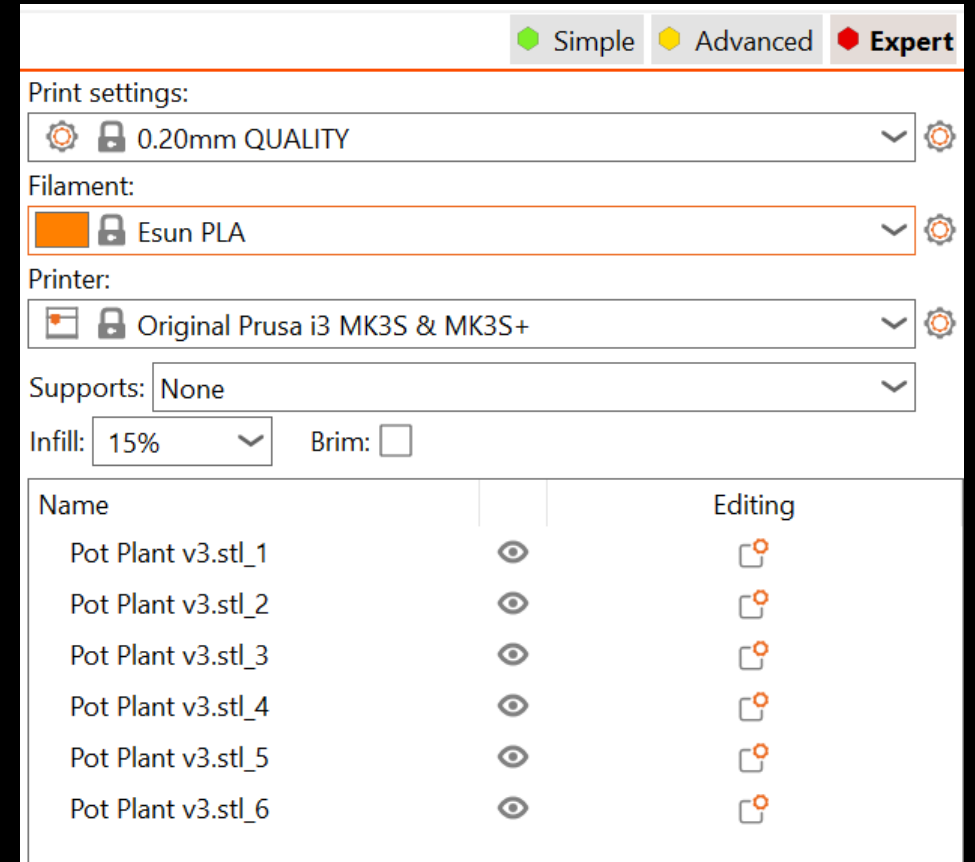 Simple Advanced Expert
Print settings:
0.20mm QUALITY
Filament:
Esun PLA
Printer:
Original Prusa i3 MK3S & MK3S+
Supports: None
Infill: 15% Brim:
Name Editing
Pot Plant v3.stl_1
Pot Plant v3.stl_2
Pot Plant v3.stl_3
Pot Plant v3.stl_4
Pot Plant v3.stl_5
Pot Plant v3.stl_6